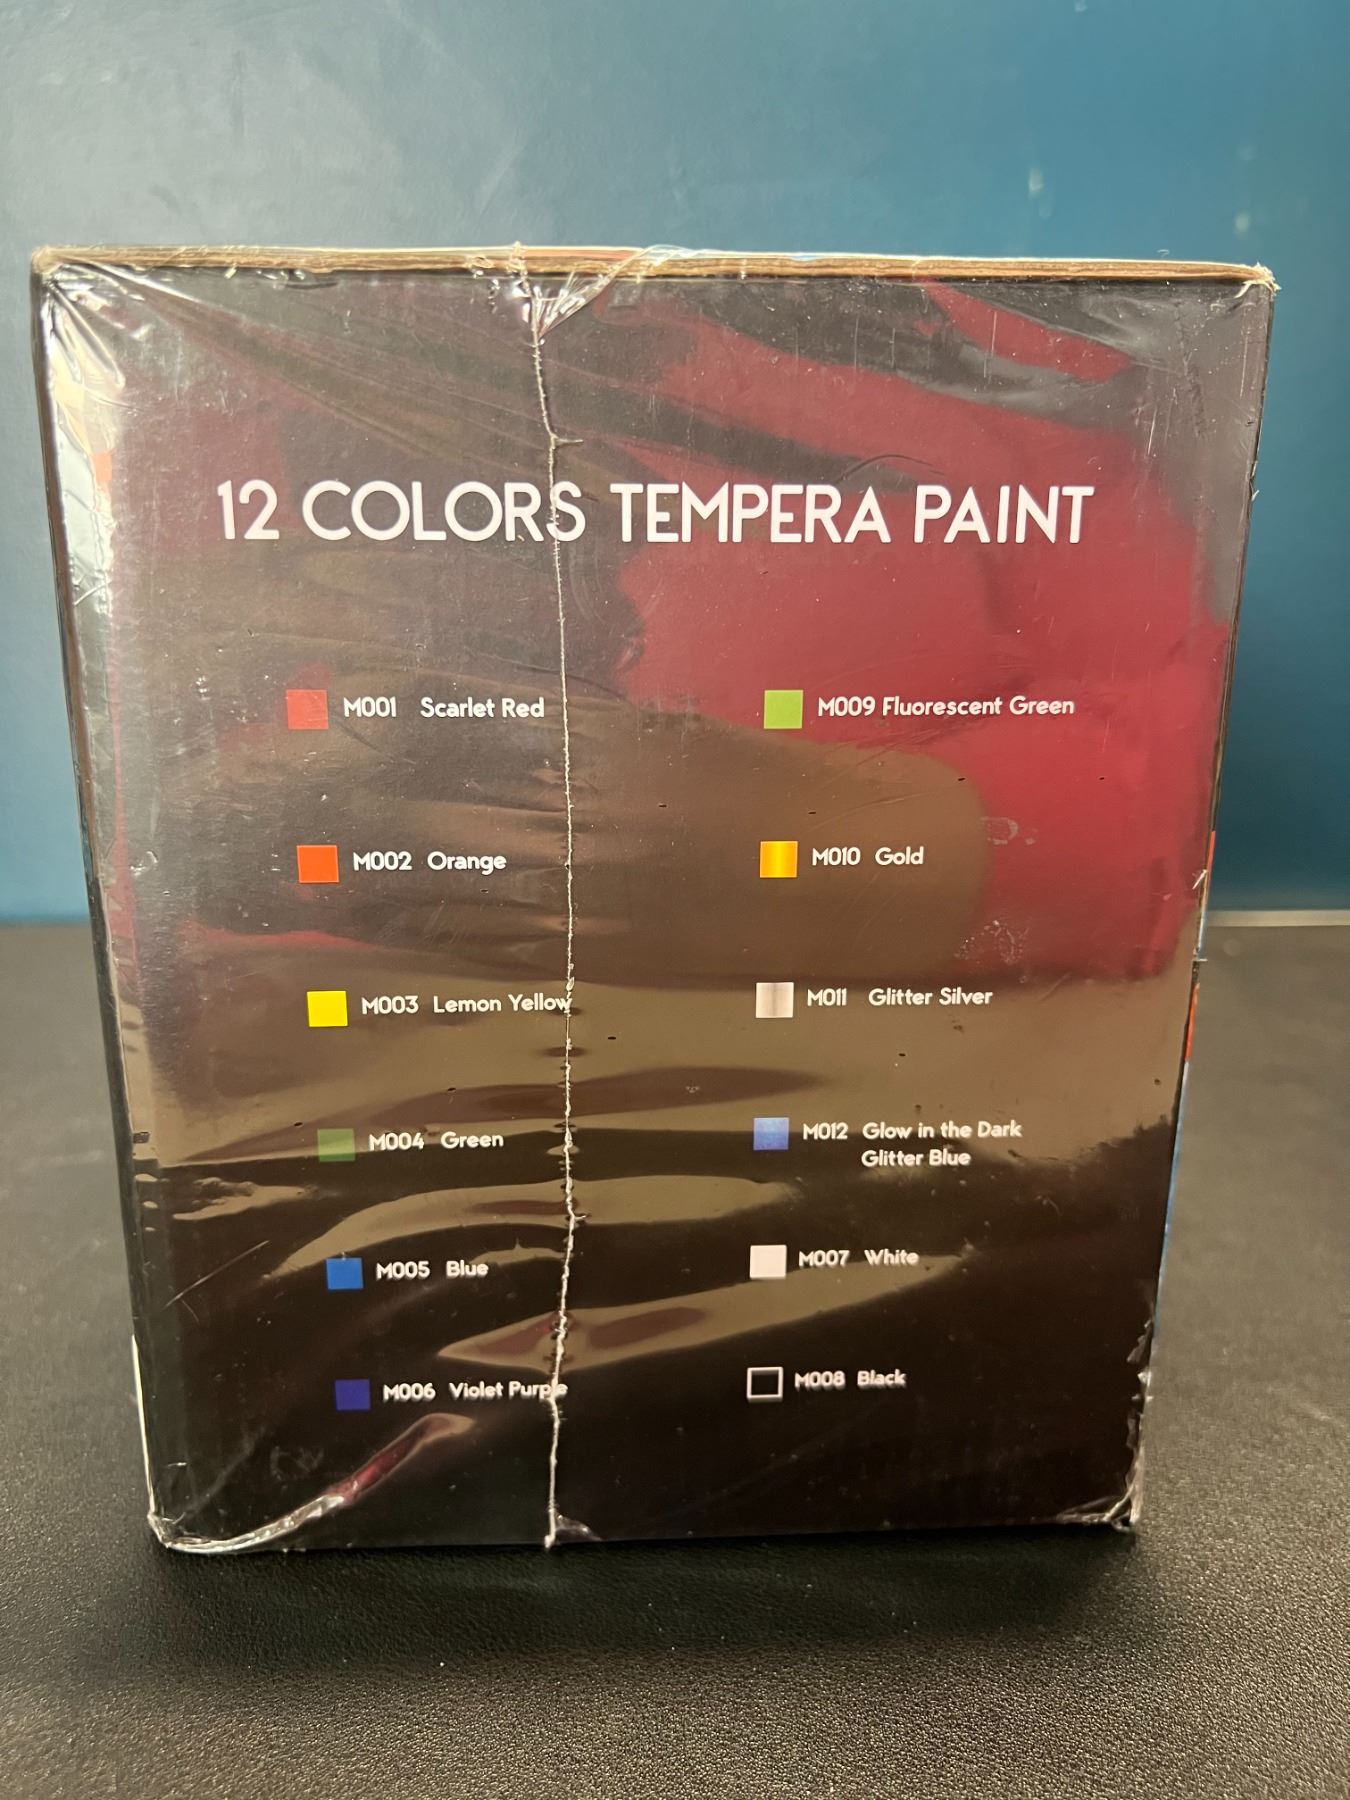 12 COLORS TEMPERA PAINT
M001 Scarlet Red
M002 Orange
M003 Lemon Yellow
M004 Green
M005 Blue
M006 Violet Purple
M009 Fluorescent Green
M010 Gold
M011 Glitter Silver
M012 Glow in the Dark
Glitter Blue
M007 White
M008 Black